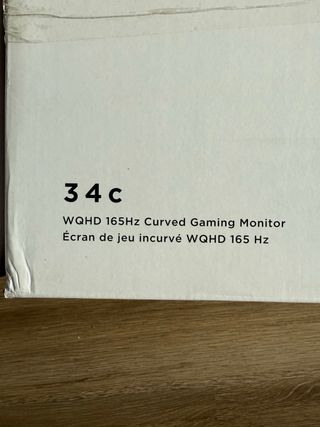 34c
WQHD 165Hz Curved Gaming Monitor
Écran de jeu incurvé WQHD 165 Hz